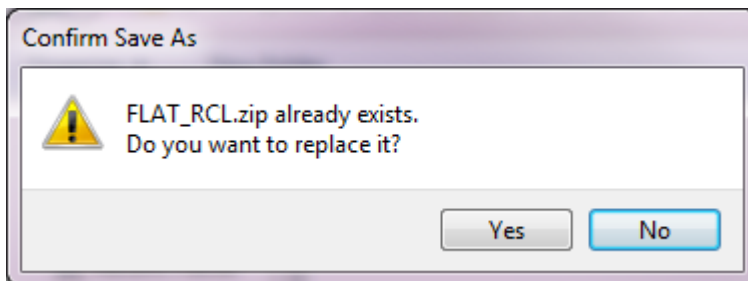 Confirm Save As
FLAT_RCL.zip already exists.
Do you want to replace it?
Yes
No